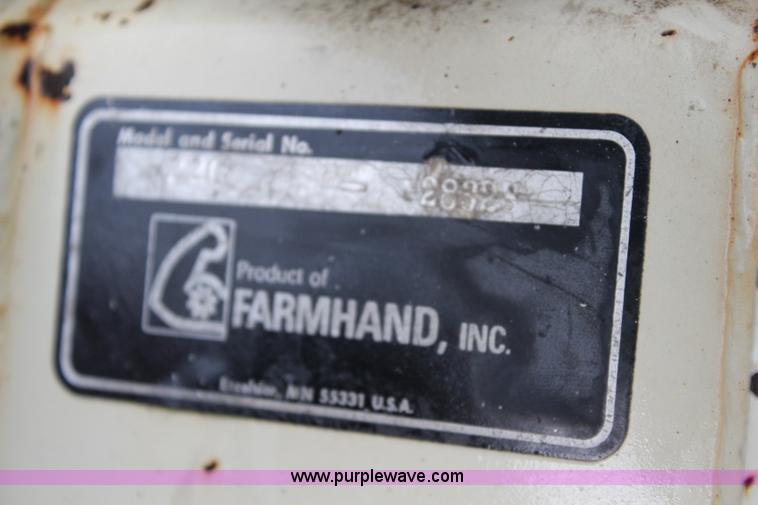 Model and Serial No.
Product of
FARMHAND, INC.
Excelsior, MN 55331 U.S.A.
www.purplewave.com